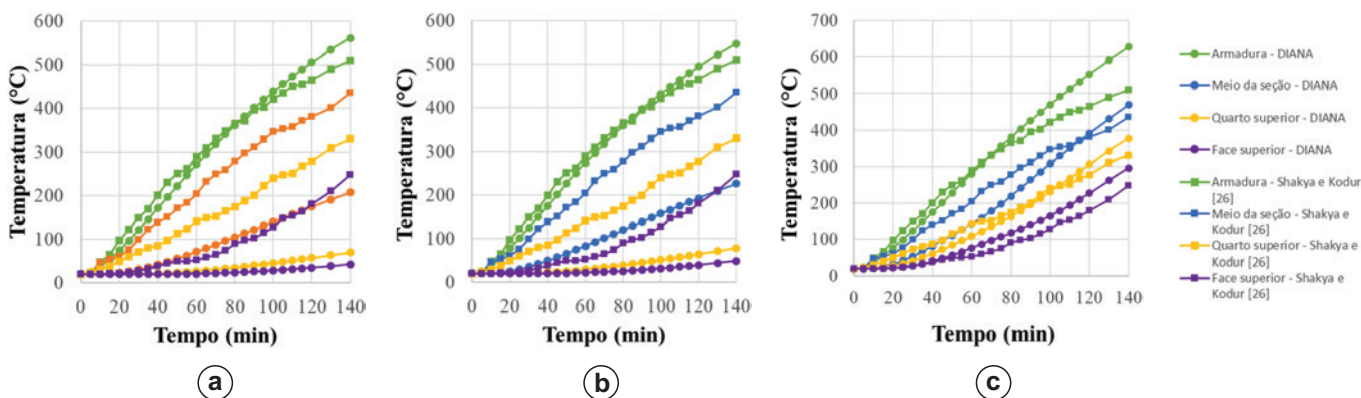 600
500
400
300
200
100
0
0 20 40 60 80 100 120 140
Temperatura (°C)
Tempo (min)
a
600
500
400
300
200
100
0
0 20 40 60 80 100 120 140
Temperatura (°C)
Tempo (min)
b
700
600
500
400
300
200
100
0
0 20 40 60 80 100 120 140
Temperatura (°C)
Tempo (min)
c
Armadura - DIANA
Meio da seção - DIANA
Quarto superior - DIANA
Face superior - DIANA
Armadura - Shakya e Kodur
[26]
Meio da seção - Shakya e
Kodur [26]
Quarto superior - Shakya e
Kodur [26]
Face superior - Shakya e
Kodur [26]